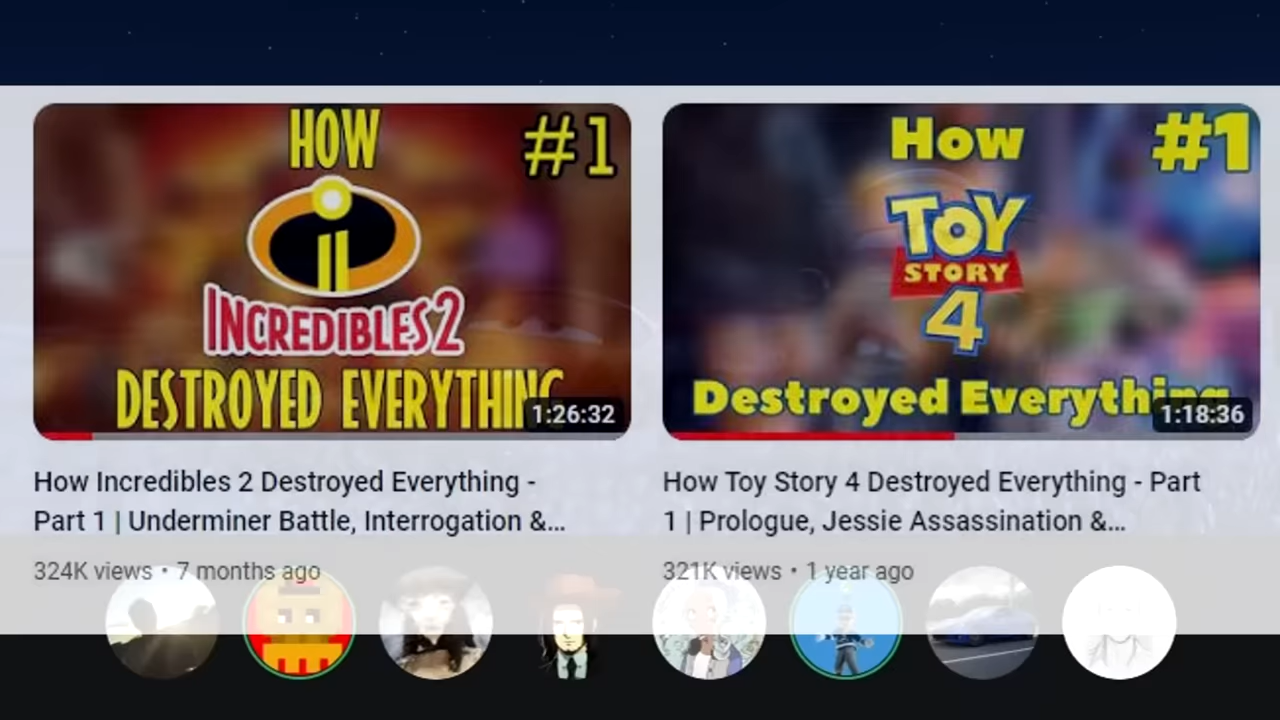 HOW
#1
INCREDIBLES 2
DESTROYED EVERYTHING
1:26:32
How Incredibles 2 Destroyed Everything -
Part 1 | Underminer Battle, Interrogation &...
324K views • 7 months ago
How
#1
TOY
STORY
4
Destroyed Everything
1:18:36
How Toy Story 4 Destroyed Everything - Part
1 | Prologue, Jessie Assassination &...
321K views • 1 year ago